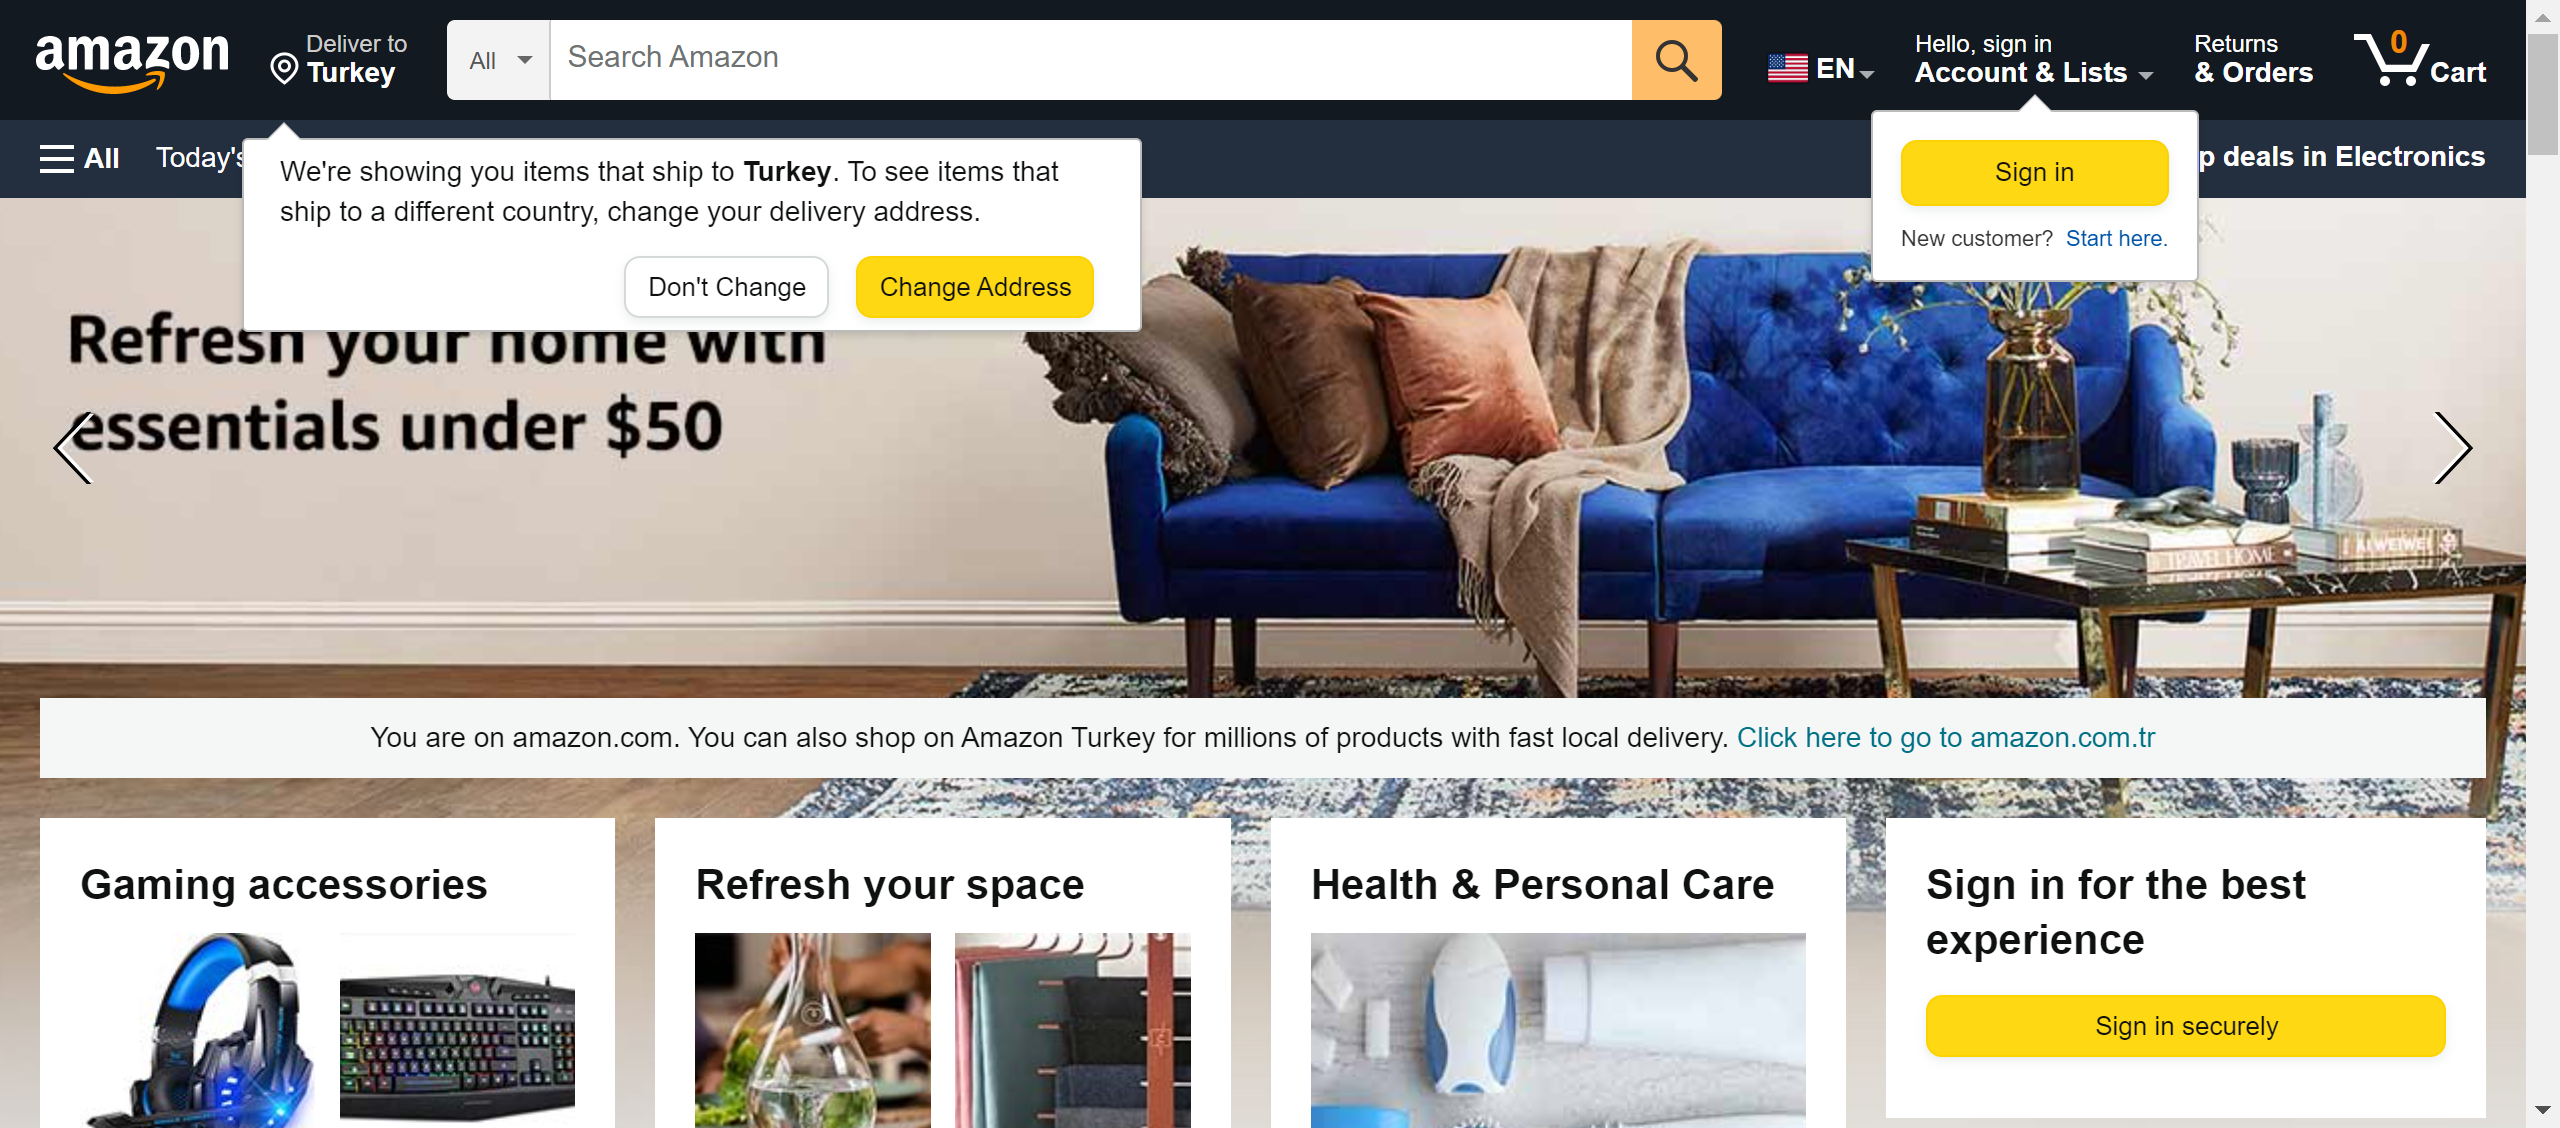 amazon
Deliver to
Turkey
All
Search Amazon
EN
Hello, sign in
Account & Lists
Returns
& Orders
0
Cart
All
Today's
deals in Electronics
We're showing you items that ship to Turkey. To see items that
ship to a different country, change your delivery address.
Don't Change
Change Address
Sign in
New customer? Start here.
Refresh your home with
essentials under $50
TRAVEL HOME
AI WEIWEI
You are on amazon.com. You can also shop on Amazon Turkey for millions of products with fast local delivery. Click here to go to amazon.com.tr
Gaming accessories
Refresh your space
Health & Personal Care
Sign in for the best
experience
Sign in securely